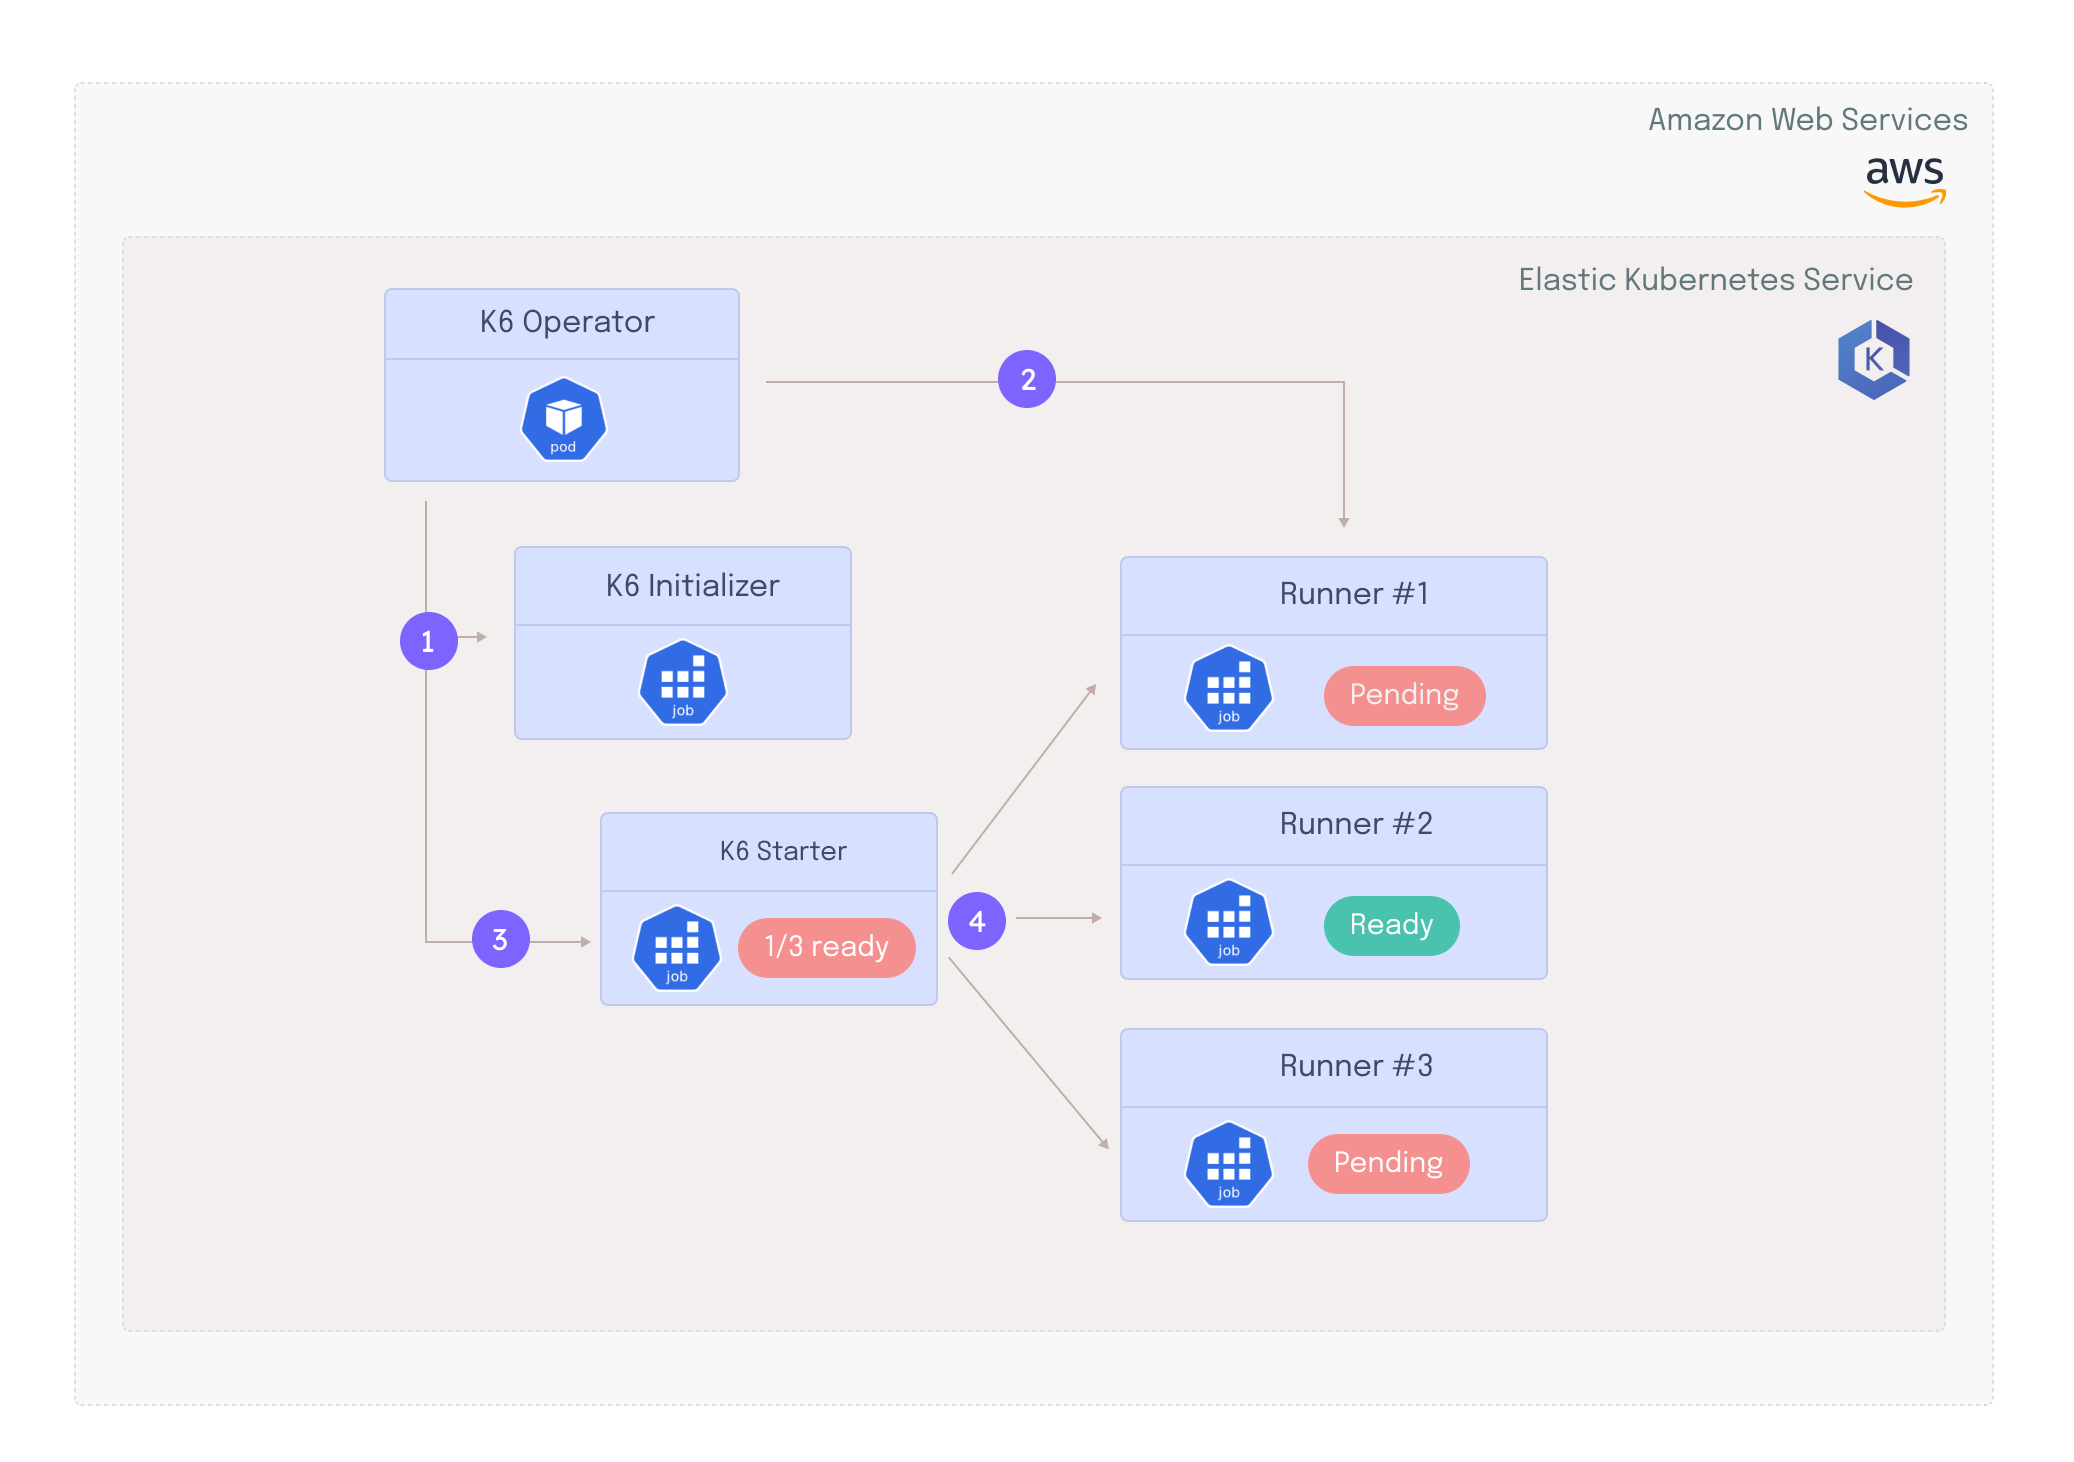 Amazon Web Services
aws
Elastic Kubernetes Service
K
K6 Operator
pod
2
K6 Initializer
job
1
Runner #1
job
Pending
K6 Starter
job
1/3 ready
3
4
Runner #2
job
Ready
Runner #3
job
Pending